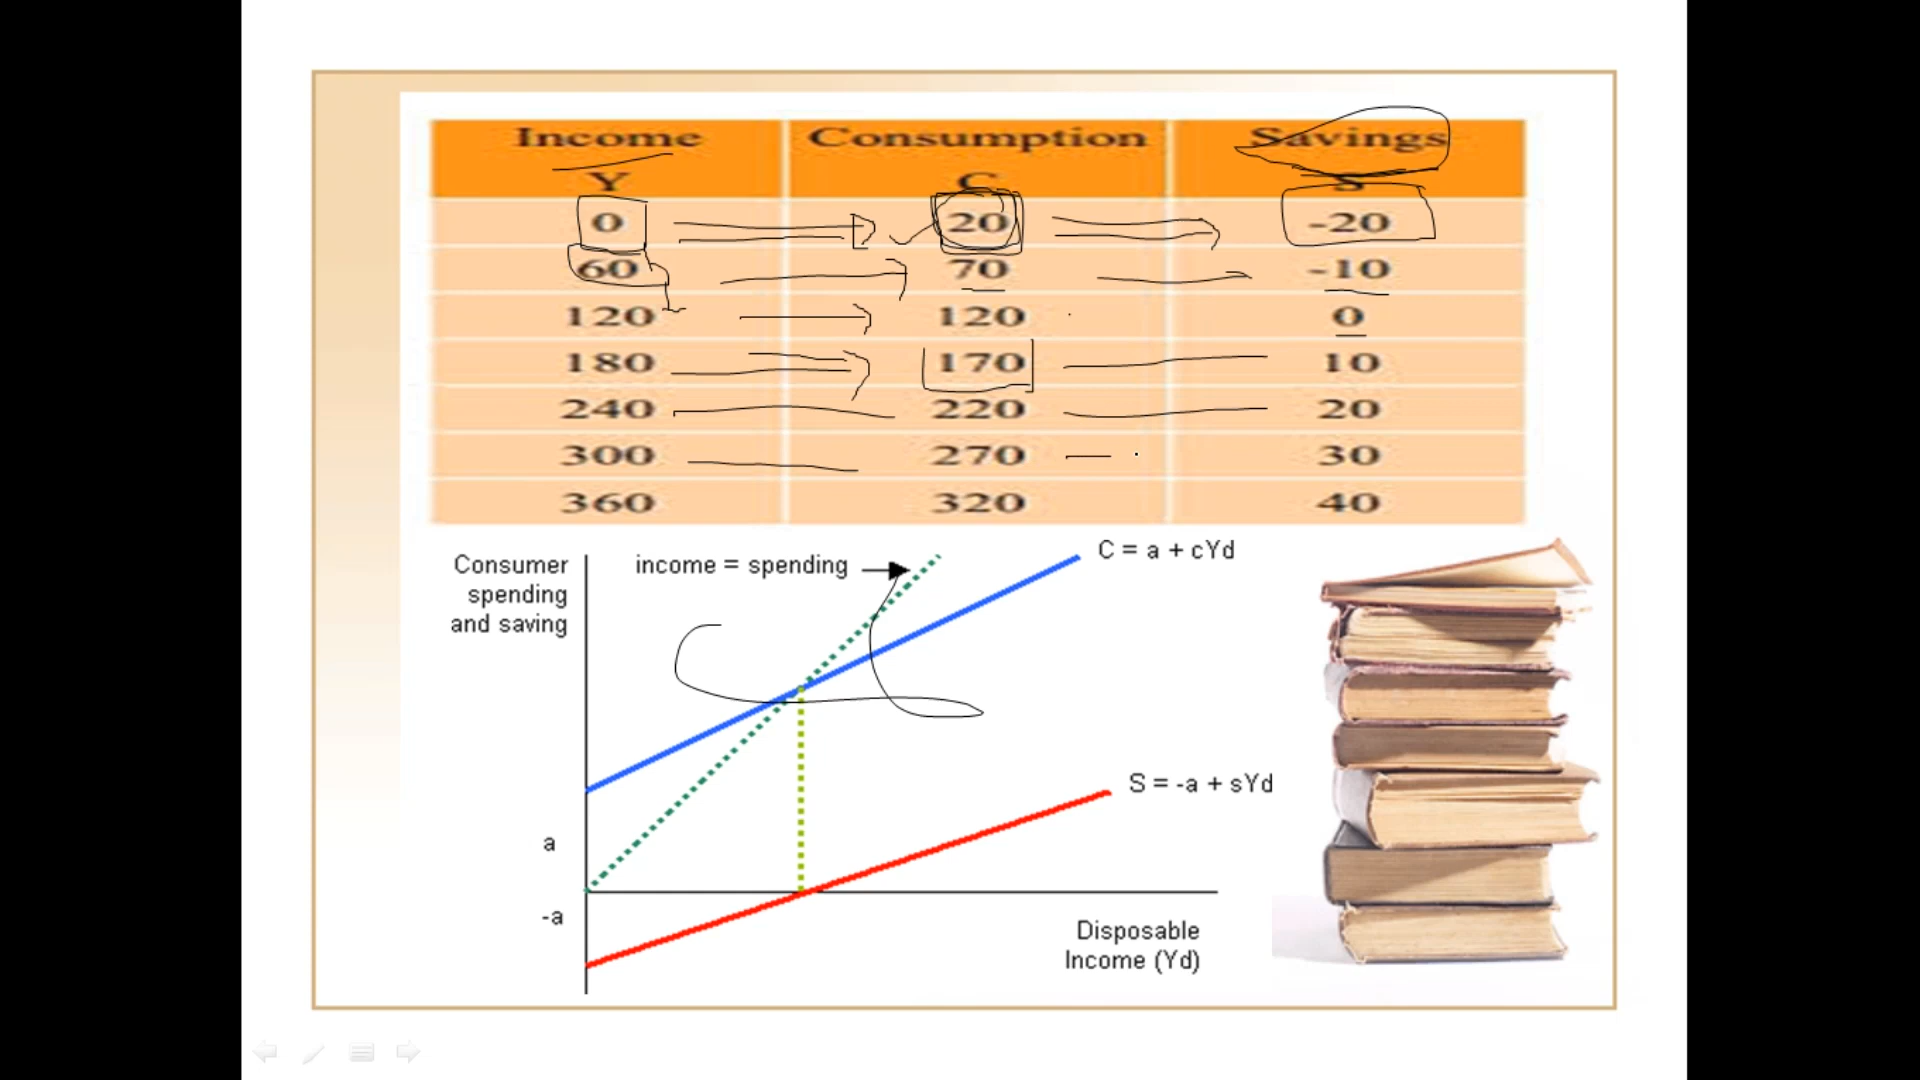 Income Consumption Savings
Y C S
0 20 -20
60 70 -10
120 120 0
180 170 10
240 220 20
300 270 30
360 320 40
Consumer
spending
and saving
income = spending
C = a + cYd
S = -a + sYd
a
-a
Disposable
Income (Yd)